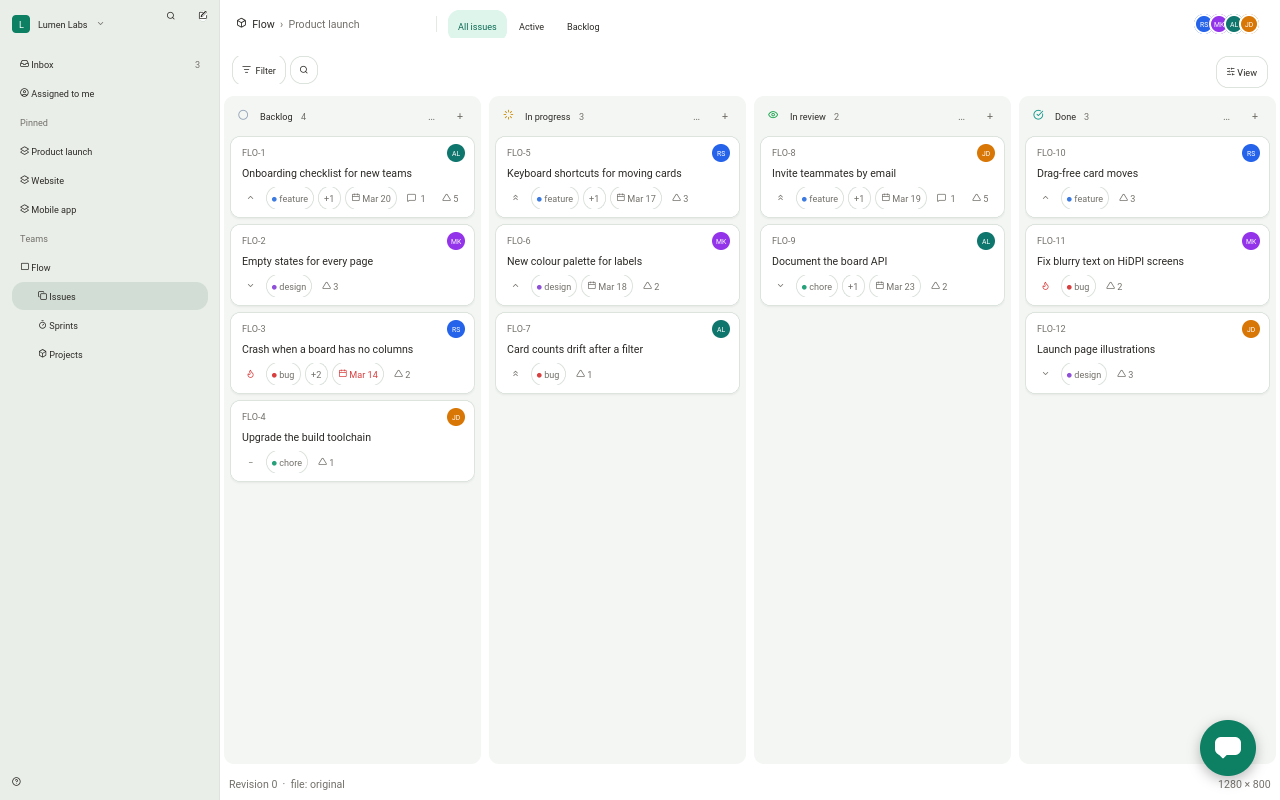 L Lumen Labs
Inbox 3
Assigned to me
Pinned
Product launch
Website
Mobile app
Teams
Flow
Issues
Sprints
Projects
Flow › Product launch
All issues Active Backlog
RS MK AL JD
Filter
View
Backlog 4 ... +
FLO-1 AL
Onboarding checklist for new teams
feature +1 Mar 20 1 5
FLO-2 MK
Empty states for every page
design 3
FLO-3 RS
Crash when a board has no columns
bug +2 Mar 14 2
FLO-4 JD
Upgrade the build toolchain
chore 1
In progress 3 ... +
FLO-5 RS
Keyboard shortcuts for moving cards
feature +1 Mar 17 3
FLO-6 MK
New colour palette for labels
design Mar 18 2
FLO-7 AL
Card counts drift after a filter
bug 1
In review 2 ... +
FLO-8 JD
Invite teammates by email
feature +1 Mar 19 1 5
FLO-9 AL
Document the board API
chore +1 Mar 23 2
Done 3 ... +
FLO-10 RS
Drag-free card moves
feature 3
FLO-11 MK
Fix blurry text on HiDPI screens
bug 2
FLO-12 JD
Launch page illustrations
design 3
Revision 0 · file: original
1280 × 800